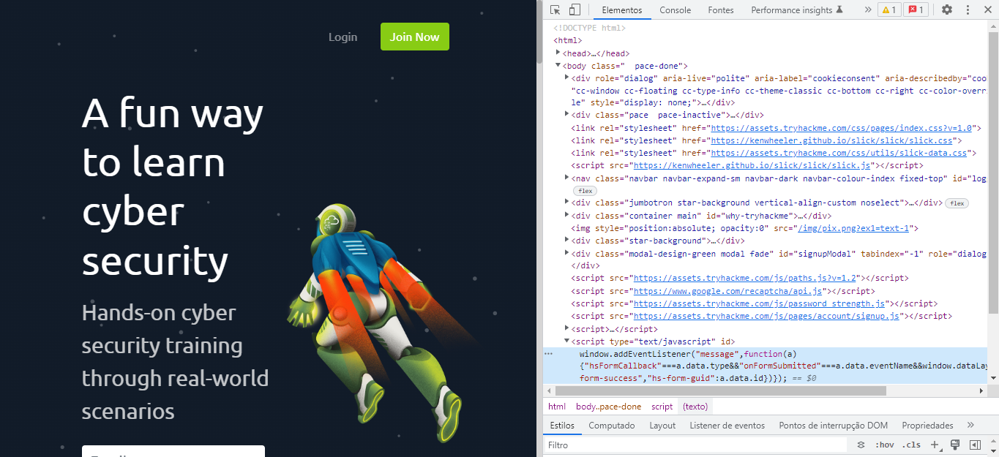 Login
Join Now
A fun way
to learn
cyber
security
Hands-on cyber
security training
through real-world
scenarios
Elementos Console Fontes Performance insights 1 1
<!DOCTYPE html>
<html>
<head>…</head>
<body class="  pace-done">
<div role="dialog" aria-live="polite" aria-label="cookieconsent" aria-describedby="coo
"cc-window cc-floating cc-type-info cc-theme-classic cc-bottom cc-right cc-color-overr
le" style="display: none;">…</div>
<div class="pace  pace-inactive">…</div>
<link rel="stylesheet" href="https://assets.tryhackme.com/css/pages/index.css?v=1.0">
<link rel="stylesheet" href="https://kenwheeler.github.io/slick/slick/slick.css">
<link rel="stylesheet" href="https://assets.tryhackme.com/css/utils/slick-data.css">
<script src="https://kenwheeler.github.io/slick/slick/slick.js"></script>
<nav class="navbar navbar-expand-sm navbar-dark navbar-colour-index fixed-top" id="log
flex
<div class="jumbotron star-background vertical-align-custom noselect">…</div> flex
<div class="container main" id="why-tryhackme">…</div>
<img style="position:absolute; opacity:0" src="/img/pix.png?ex1=text-1">
<div class="star-background">…</div>
<div class="modal-design-green modal fade" id="signupModal" tabindex="-1" role="dialog
</div>
<script src="https://assets.tryhackme.com/js/paths.js?v=1.2"></script>
<script src="https://www.google.com/recaptcha/api.js"></script>
<script src="https://assets.tryhackme.com/js/password_strength.js"></script>
<script src="https://assets.tryhackme.com/js/pages/account/signup.js"></script>
<script>…</script>
<script type="text/javascript" id>
window.addEventListener("message",function(a)
{"hsFormCallback"===a.data.type&&"onFormSubmitted"===a.data.eventName&&window.dataLay
form-success","hs-form-guid":a.data.id})}); == $0
html body..pace-done script (texto)
Estilos Computado Layout Listener de eventos Pontos de interrupção DOM Propriedades
Filtro :hov .cls